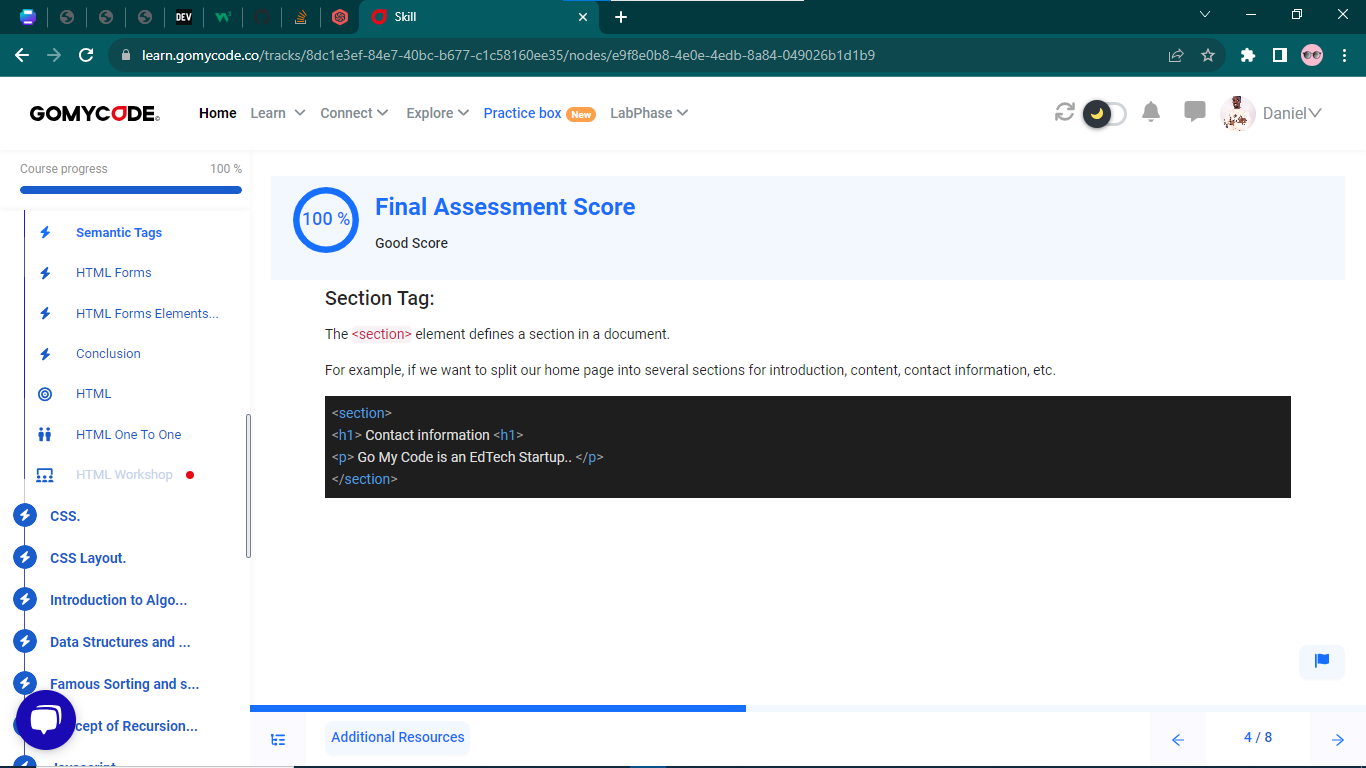 DEV
Skill
learn.gomycode.co/tracks/8dc1e3ef-84e7-40bc-b677-c1c58160ee35/nodes/e9f8e0b8-4e0e-4edb-8a84-049026b1d1b9
GOMYCODE
Home Learn Connect Explore Practice box New LabPhase Daniel
Course progress 100 %
Semantic Tags
HTML Forms
HTML Forms Elements...
Conclusion
HTML
HTML One To One
HTML Workshop
CSS.
CSS Layout.
Introduction to Algo...
Data Structures and ...
Famous Sorting and s...
cept of Recursion...
Javascript
100 %
Final Assessment Score
Good Score
Section Tag:
The <section> element defines a section in a document.
For example, if we want to split our home page into several sections for introduction, content, contact information, etc.
<section>
<h1> Contact information <h1>
<p> Go My Code is an EdTech Startup.. </p>
</section>
Additional Resources
4 / 8